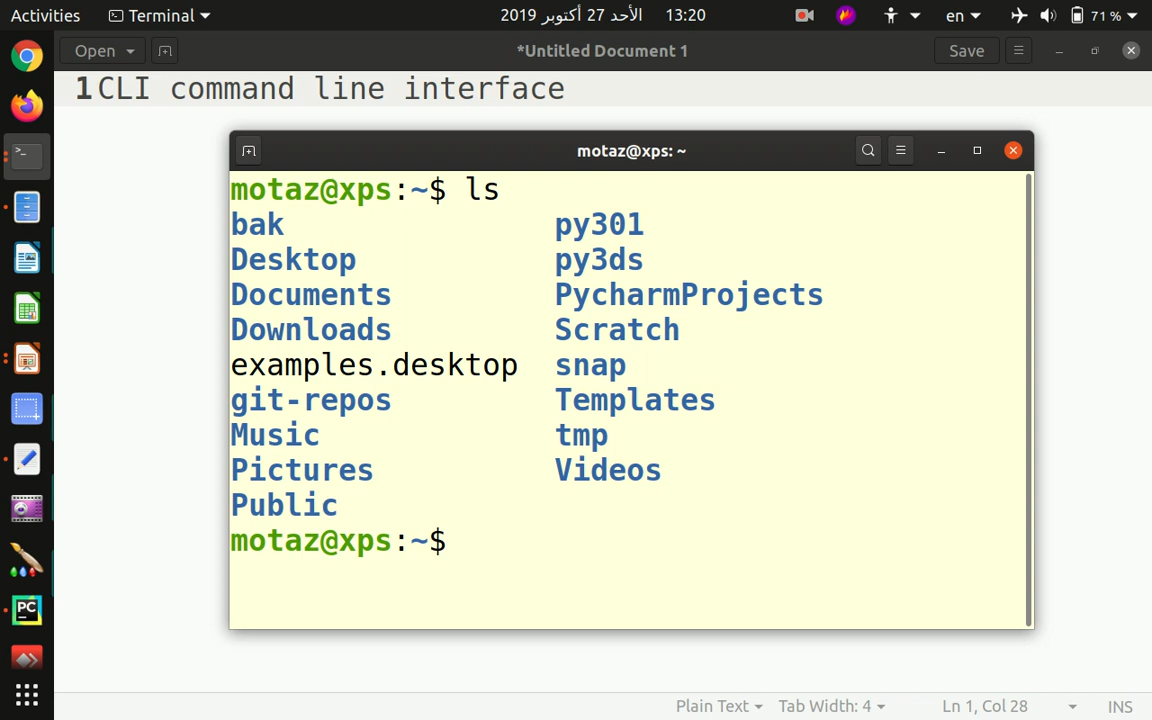 Activities Terminal الأحد 27 أكتوبر 2019 13:20 en 71 %
Open *Untitled Document 1 Save
1 CLI command line interface
motaz@xps: ~
motaz@xps:~$ ls
bak py301
Desktop py3ds
Documents PycharmProjects
Downloads Scratch
examples.desktop snap
git-repos Templates
Music tmp
Pictures Videos
Public
motaz@xps:~$
PC
Plain Text Tab Width: 4 Ln 1, Col 28 INS